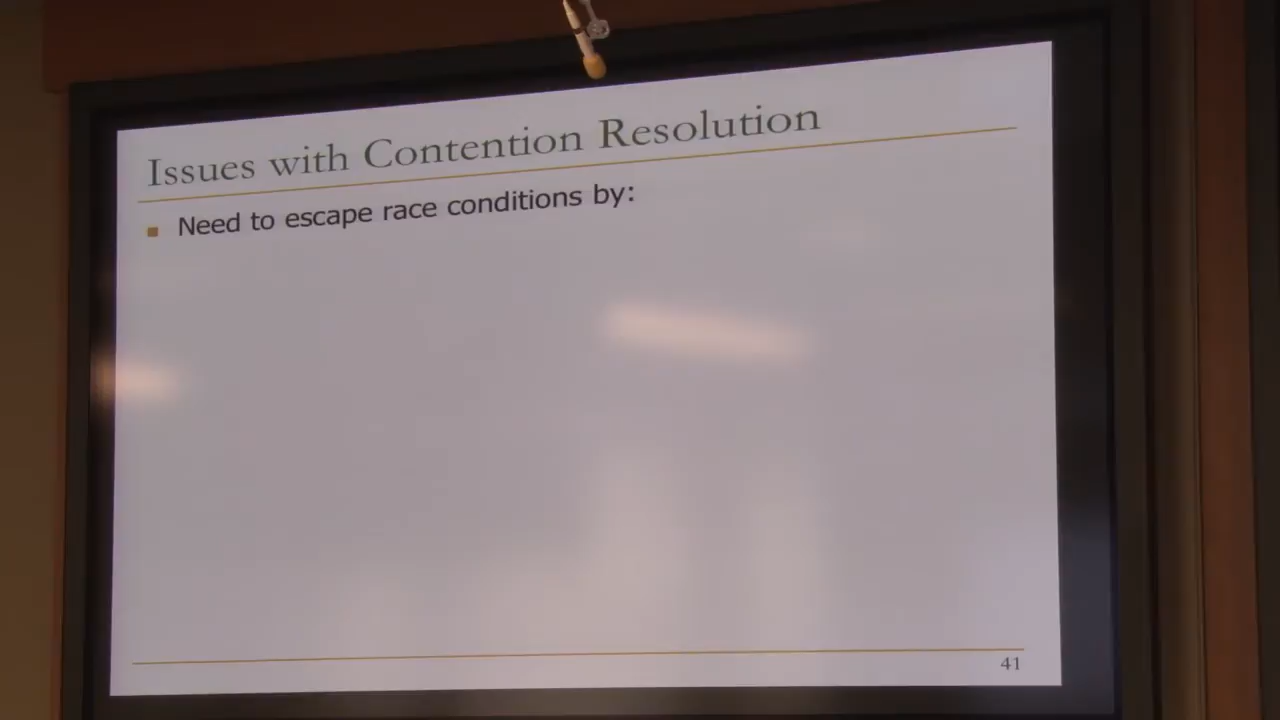 Issues with Contention Resolution
Need to escape race conditions by:
41